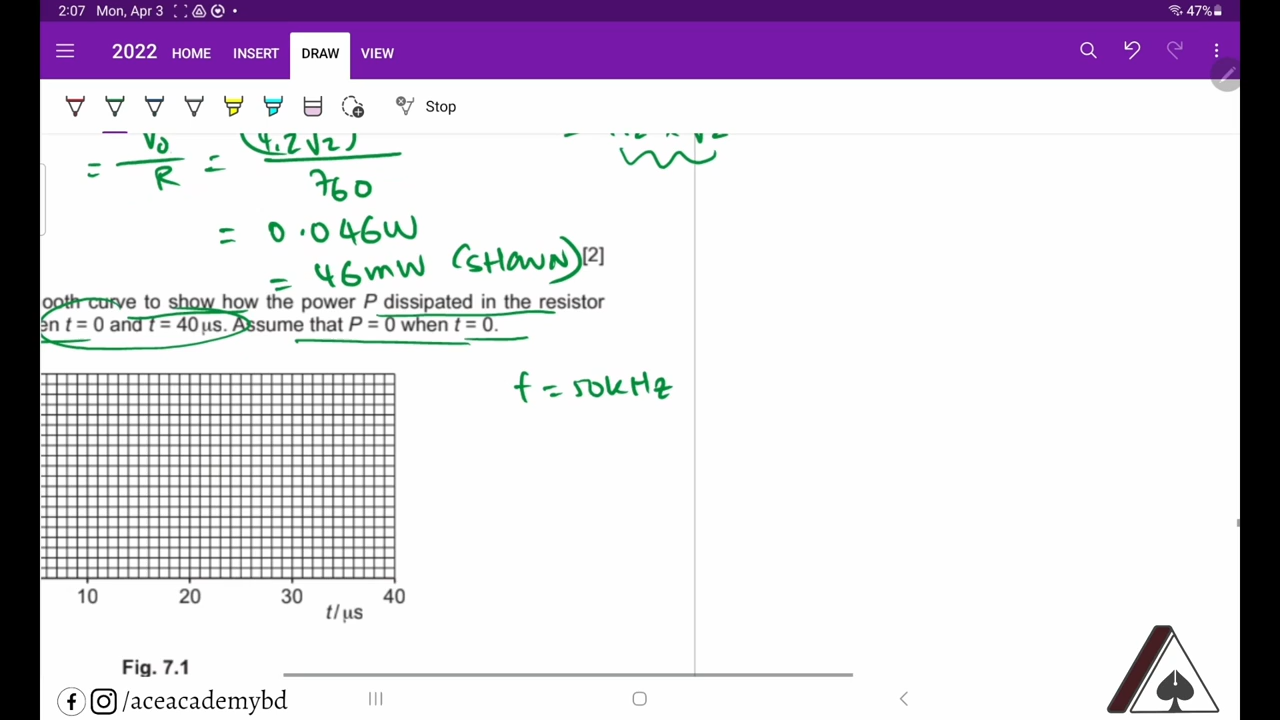 2:07 Mon, Apr 3 47%
2022 HOME INSERT DRAW VIEW
Stop
= V0/R = (4.2√2)/760
= 0.046W
= 46mW (SHOWN) [2]
ooth curve to show how the power P dissipated in the resistor
en t = 0 and t = 40 μs. Assume that P = 0 when t = 0.
f = 50kHz
10 20 30 40
t/μs
Fig. 7.1
/aceacademybd